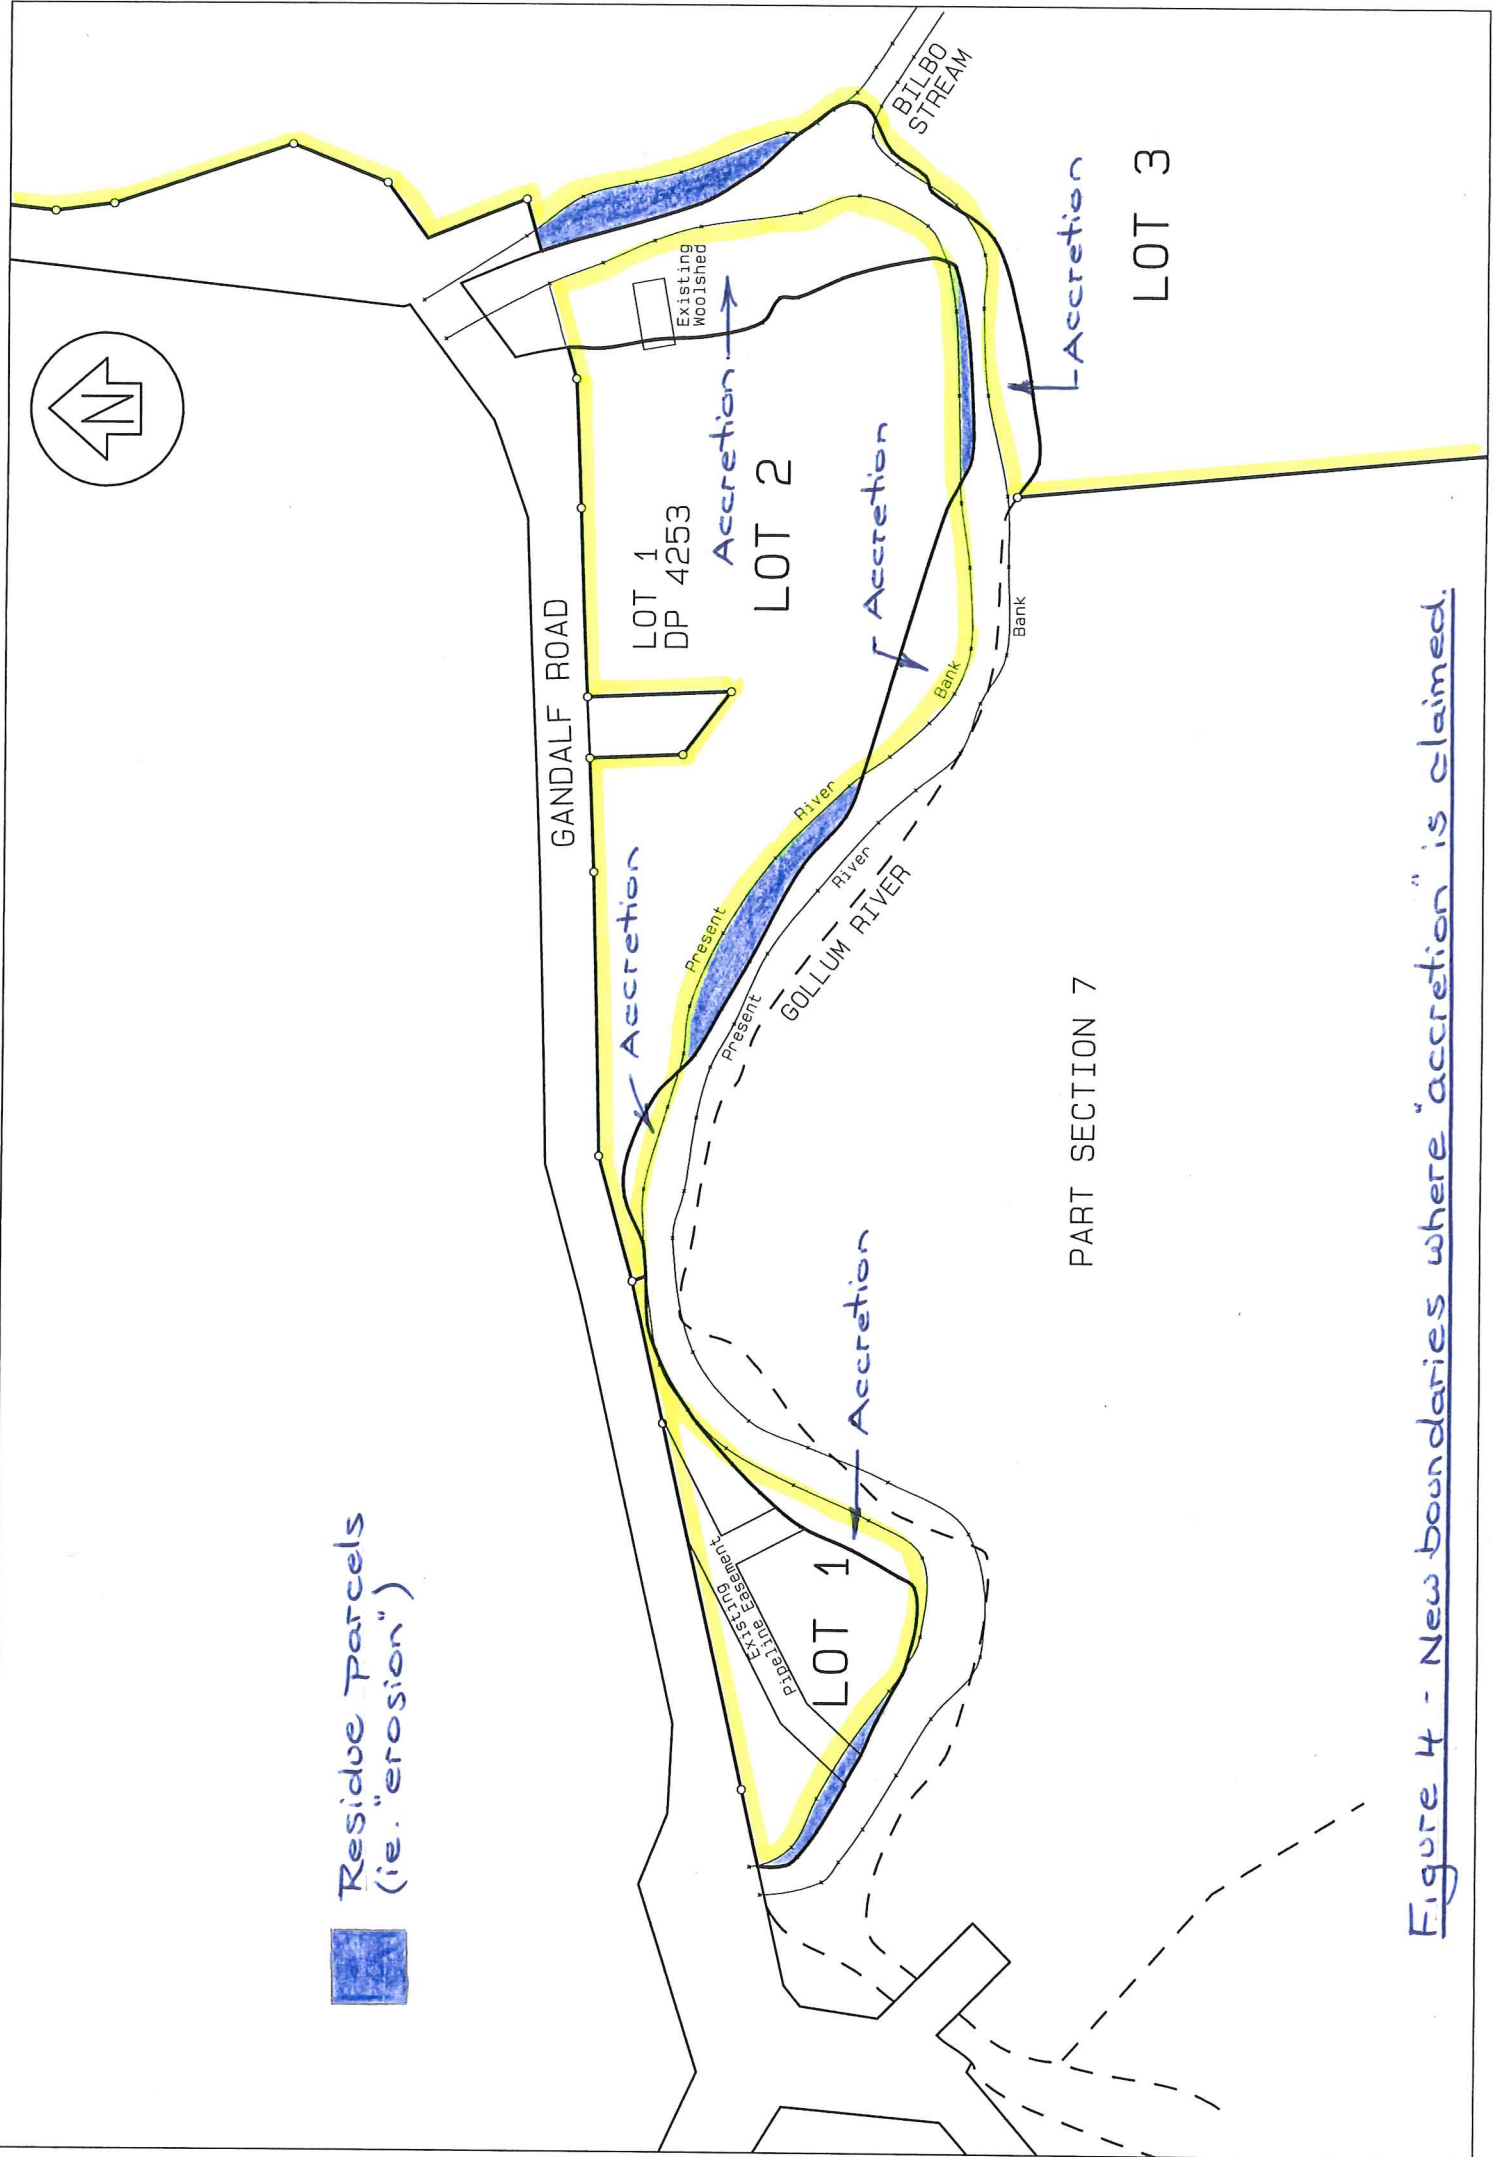 Residue parcels
(ie. "erosion")
N
GANDALF ROAD
Existing
Woolshed
BILBO
STREAM
LOT 1
DP 4253
Accretion
LOT 2
Accretion
Accretion
Accretion
Accretion
LOT 3
Present
River
Bank
Present
River
Bank
GOLLUM RIVER
Existing
Pipeline Easement
LOT 1
PART SECTION 7
Figure 4 - New boundaries where "accretion" is claimed.